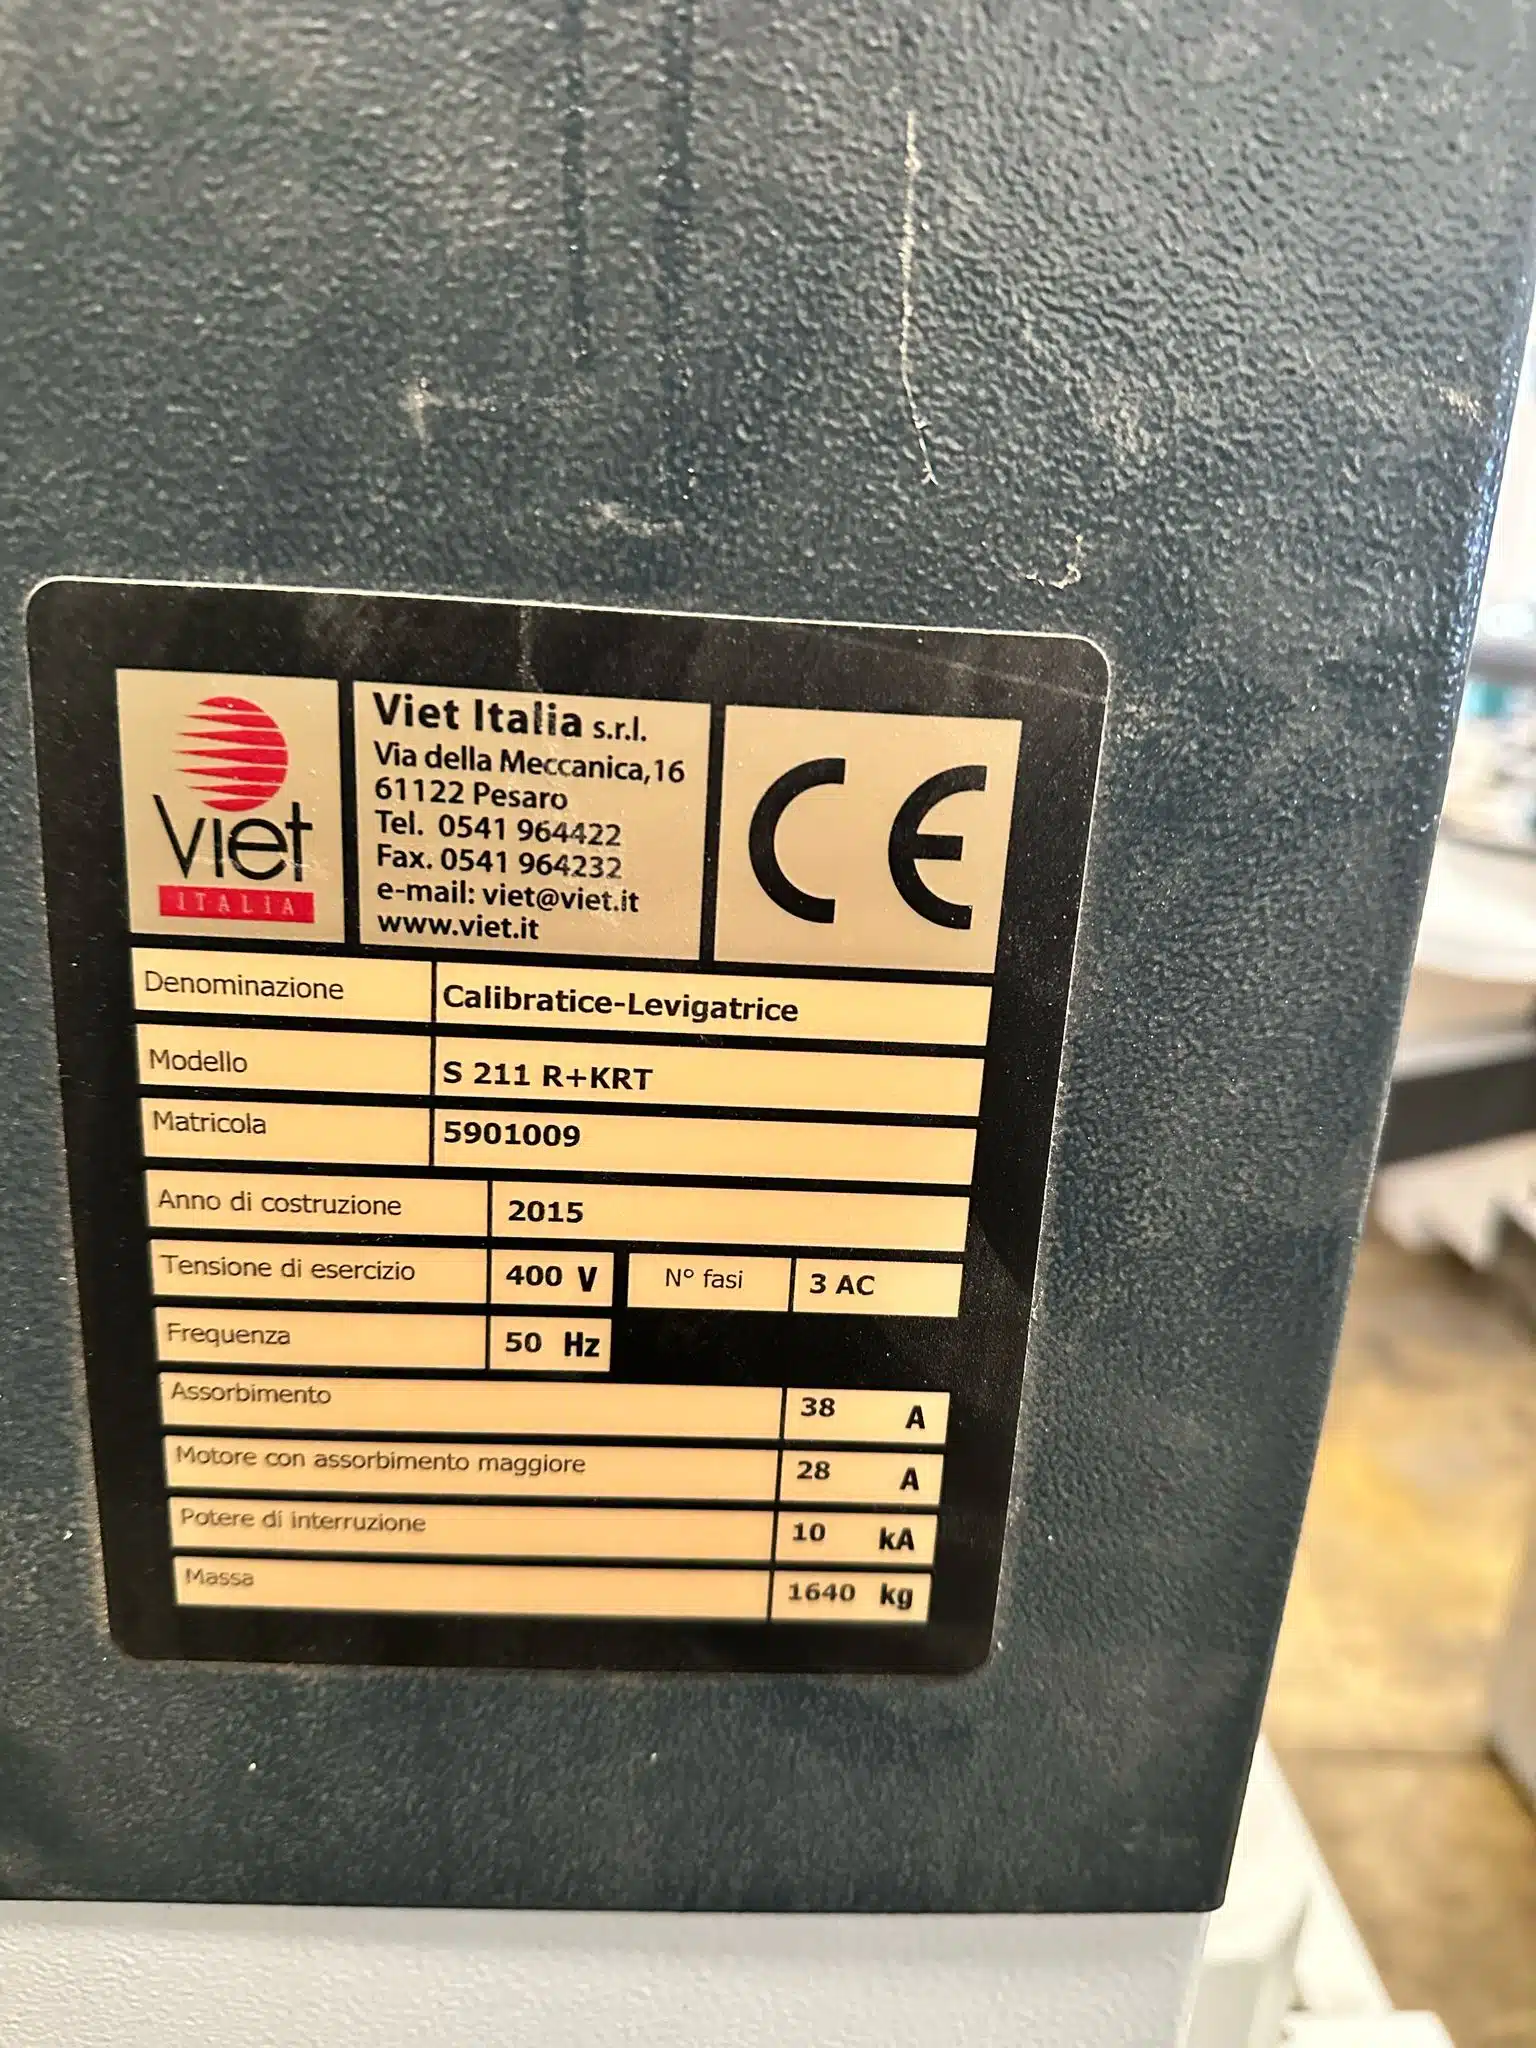 Viet
ITALIA
Viet Italia s.r.l.
Via della Meccanica,16
61122 Pesaro
Tel. 0541 964422
Fax. 0541 964232
e-mail: viet@viet.it
www.viet.it
CE
Denominazione Calibratice-Levigatrice
Modello S 211 R+KRT
Matricola 5901009
Anno di costruzione 2015
Tensione di esercizio 400 V N° fasi 3 AC
Frequenza 50 Hz
Assorbimento 38 A
Motore con assorbimento maggiore 28 A
Potere di interruzione 10 kA
Massa 1640 kg